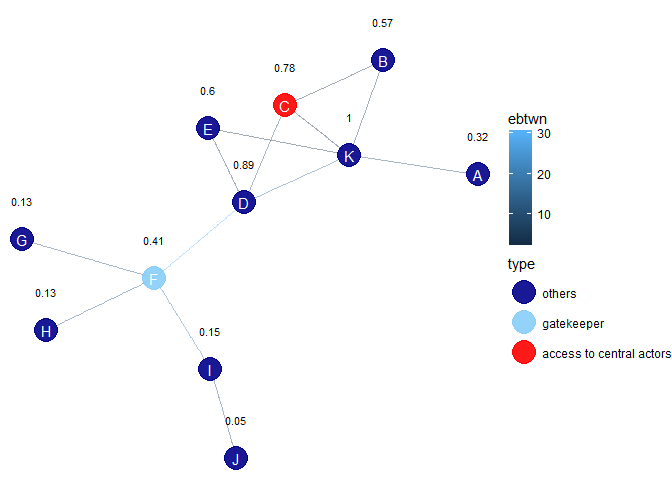 0.57
B
0.78
C
ebtwn
0.6
1
30
E
0.32
K
0.89
A
20
0.13
D
10
G
0.41
type
F
0.13
others
H
0.15
gatekeeper
I
access to central actors
0.05
J